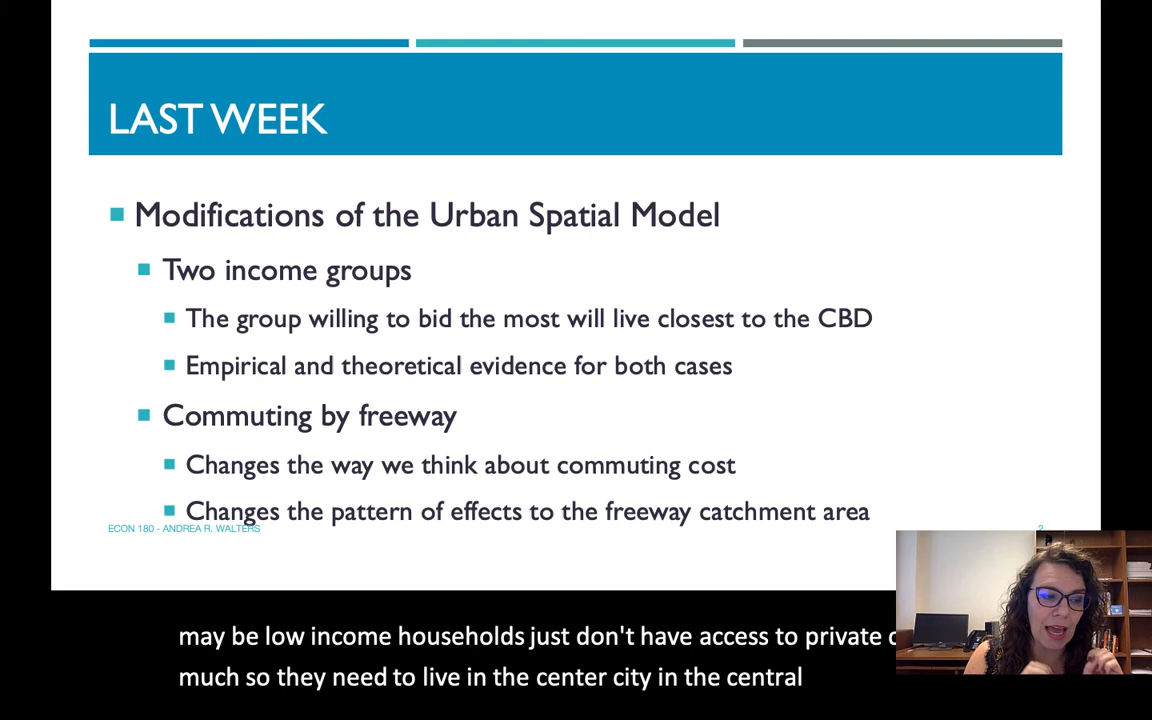 LAST WEEK
Modifications of the Urban Spatial Model
Two income groups
The group willing to bid the most will live closest to the CBD
Empirical and theoretical evidence for both cases
Commuting by freeway
Changes the way we think about commuting cost
Changes the pattern of effects to the freeway catchment area
ECON 180 - ANDREA R. WALTERS
2
may be low income households just don't have access to private
much so they need to live in the center city in the central